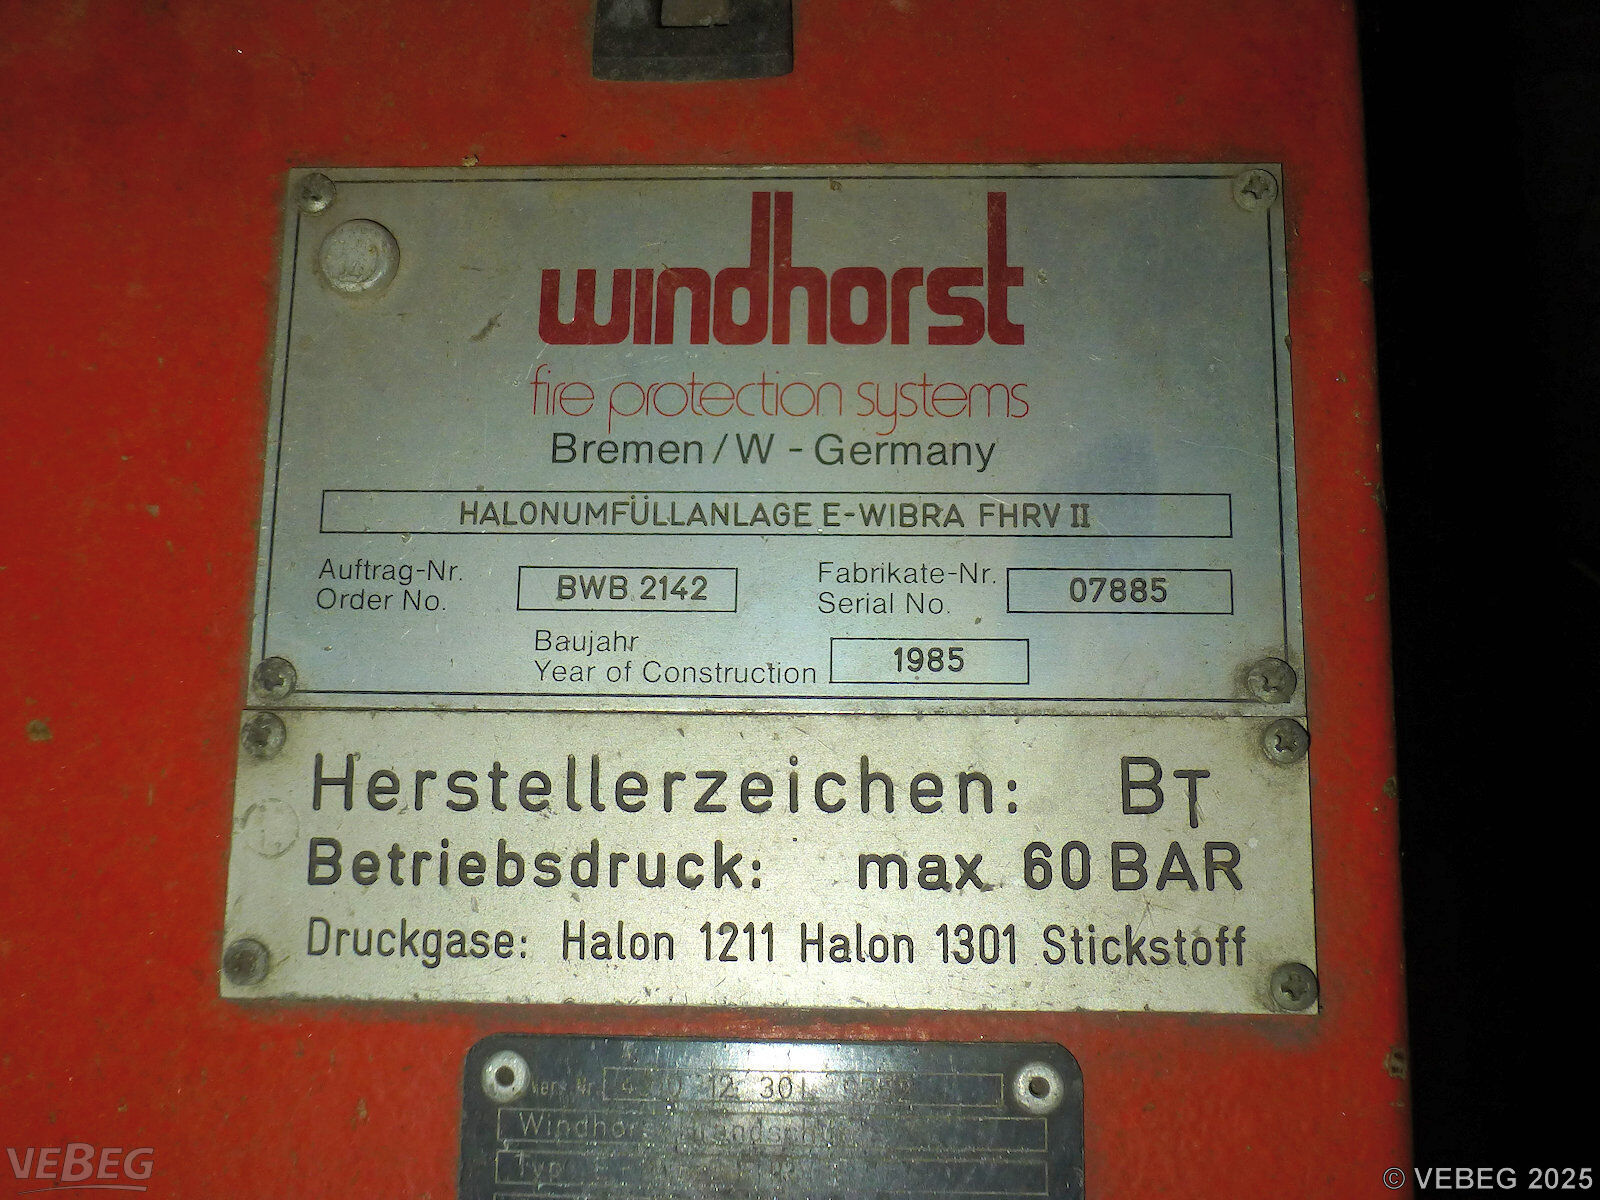 windhorst
fire protection systems
Bremen/W - Germany
HALONUMFÜLLANLAGE E-WIBRA FHRV II
Auftrag-Nr.
Order No.
BWB 2142
Fabrikate-Nr.
Serial No.
07885
Baujahr
Year of Construction
1985
Herstellerzeichen: BT
Betriebsdruck: max 60 BAR
Druckgase: Halon 1211 Halon 1301 Stickstoff
12 301
VEBEG
© VEBEG 2025